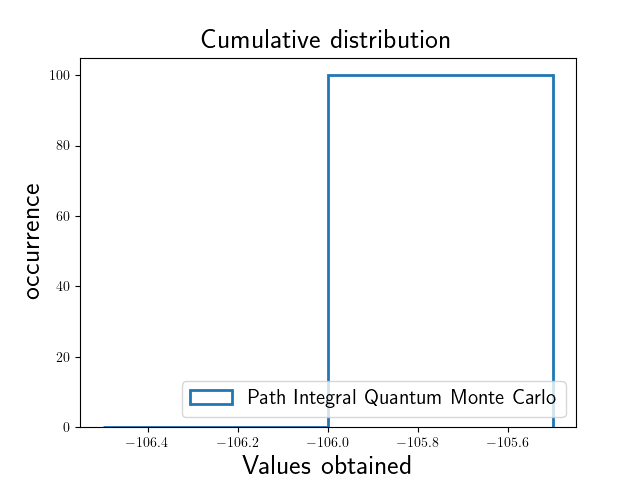 Cumulative distribution
occurrence
100
80
60
40
20
0
Path Integral Quantum Monte Carlo
−106.4 −106.2 −106.0 −105.8 −105.6
Values obtained